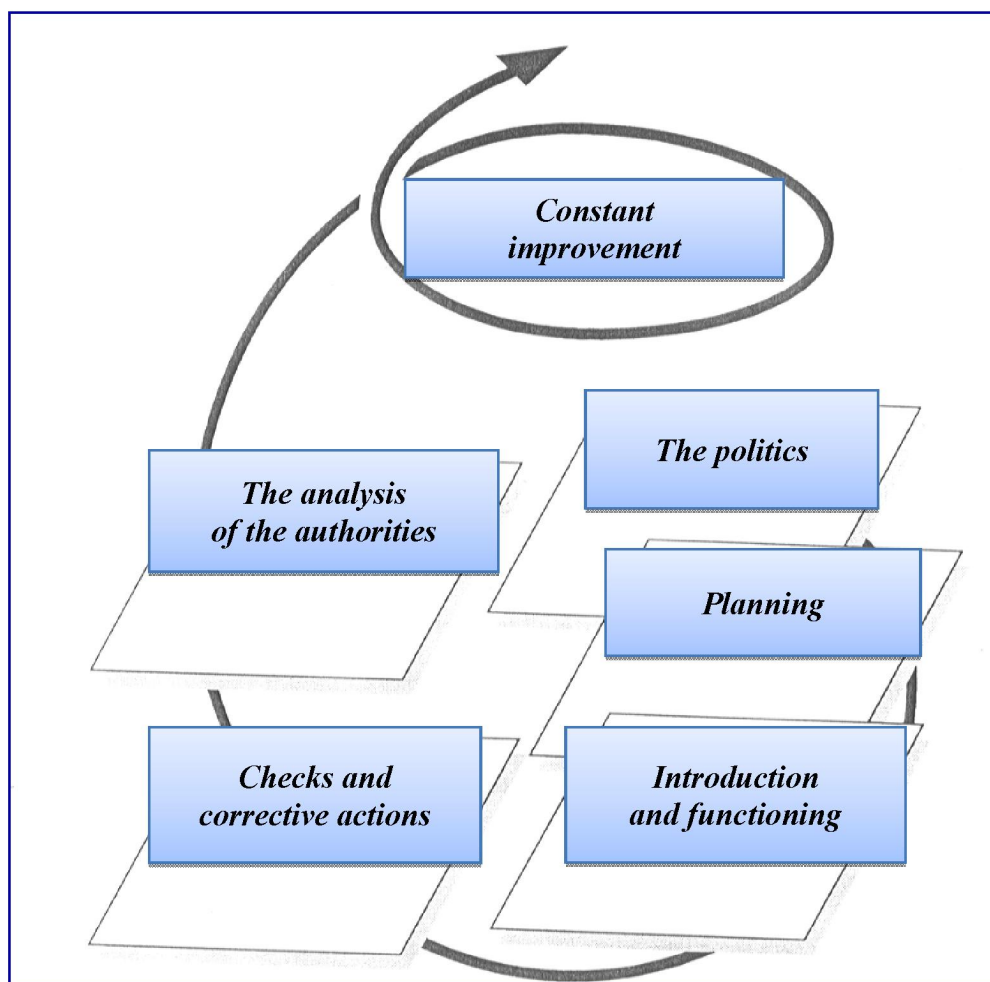 Constant
improvement
The politics
The analysis
of the authorities
Planning
Checks and
corrective actions
Introduction
and functioning